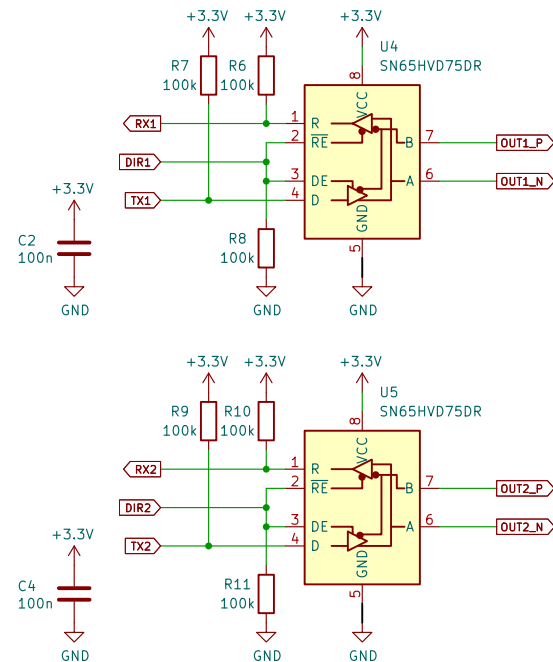 +3.3V +3.3V +3.3V
U4
SN65HVD75DR
R7 R6
100k 100k
8
VCC
RX1 1 R
2 RE B 7 OUT1_P
DIR1
3 DE A 6 OUT1_N
TX1 4 D
GND
5
+3.3V
C2
100n
R8
100k
GND GND GND
+3.3V +3.3V +3.3V
U5
SN65HVD75DR
R9 R10
100k 100k
8
VCC
RX2 1 R
2 RE B 7 OUT2_P
DIR2
3 DE A 6 OUT2_N
TX2 4 D
GND
5
+3.3V
C4
100n
R11
100k
GND GND GND